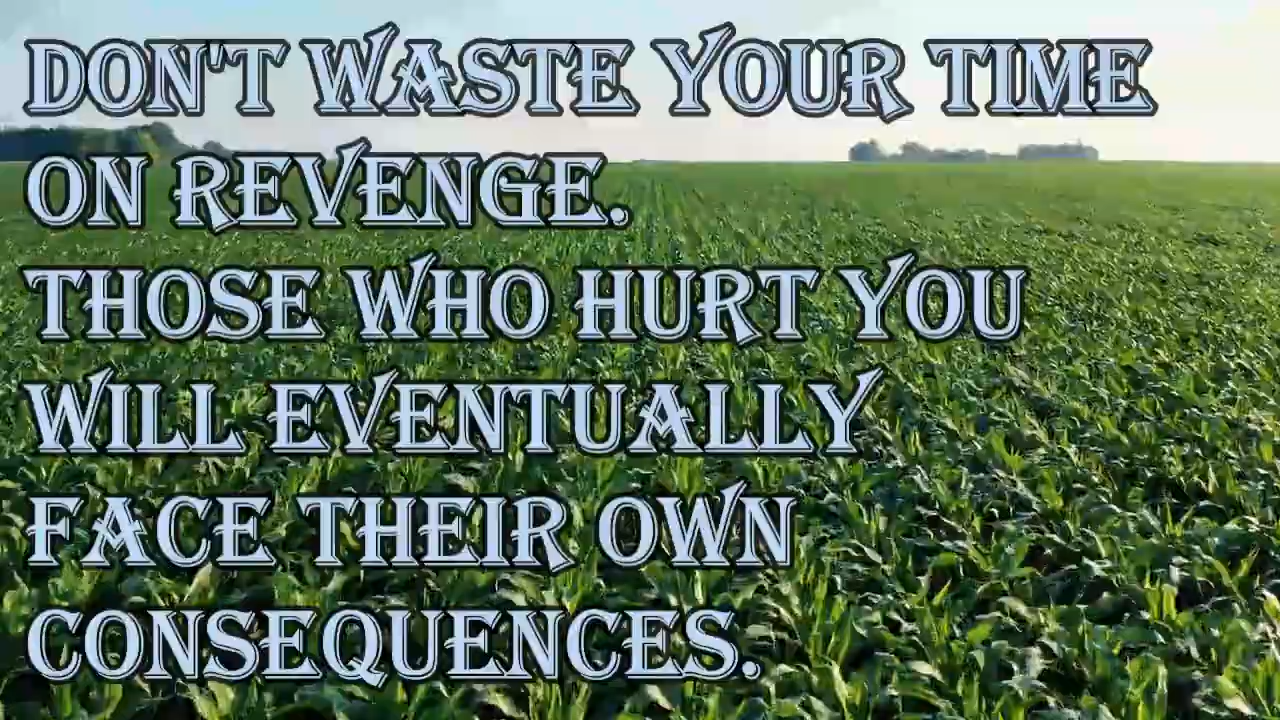 DON'T WASTE YOUR TIME
ON REVENGE.
THOSE WHO HURT YOU
WILL EVENTUALLY
FACE THEIR OWN
CONSEQUENCES.